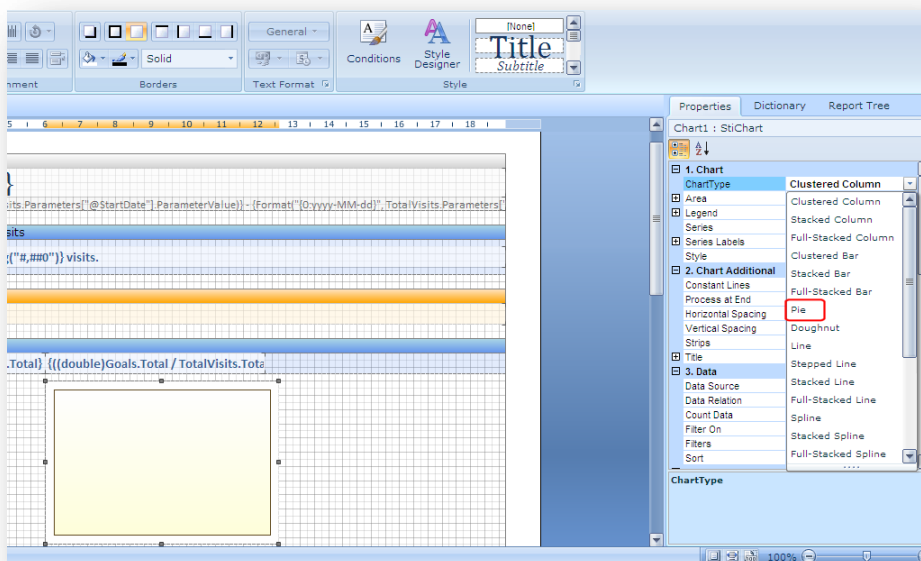 General
Solid
Conditions
Style
Designer
[None]
Title
Subtitle
Borders
Text Format
Style
Properties Dictionary Report Tree
5 6 7 8 9 10 11 12 13 14 15 16 17 18
Chart1 : StiChart
1. Chart
ChartType Clustered Column
Area
Legend
Series
Series Labels
Style
2. Chart Additional
Constant Lines
Process at End
Horizontal Spacing
Vertical Spacing
Strips
Title
3. Data
Data Source
Data Relation
Count Data
Filter On
Filters
Sort
Clustered Column
Stacked Column
Full-Stacked Column
Clustered Bar
Stacked Bar
Full-Stacked Bar
Pie
Doughnut
Line
Stepped Line
Stacked Line
Full-Stacked Line
Spline
Stacked Spline
Full-Stacked Spline
ChartType
}
.Parameters["@StartDate"].ParameterValue)} - {Format("{0:yyyy-MM-dd}", TotalVisits.Parameters["
("#,##0")} visits.
.Total} {((double)Goals.Total / TotalVisits.Tota
100%